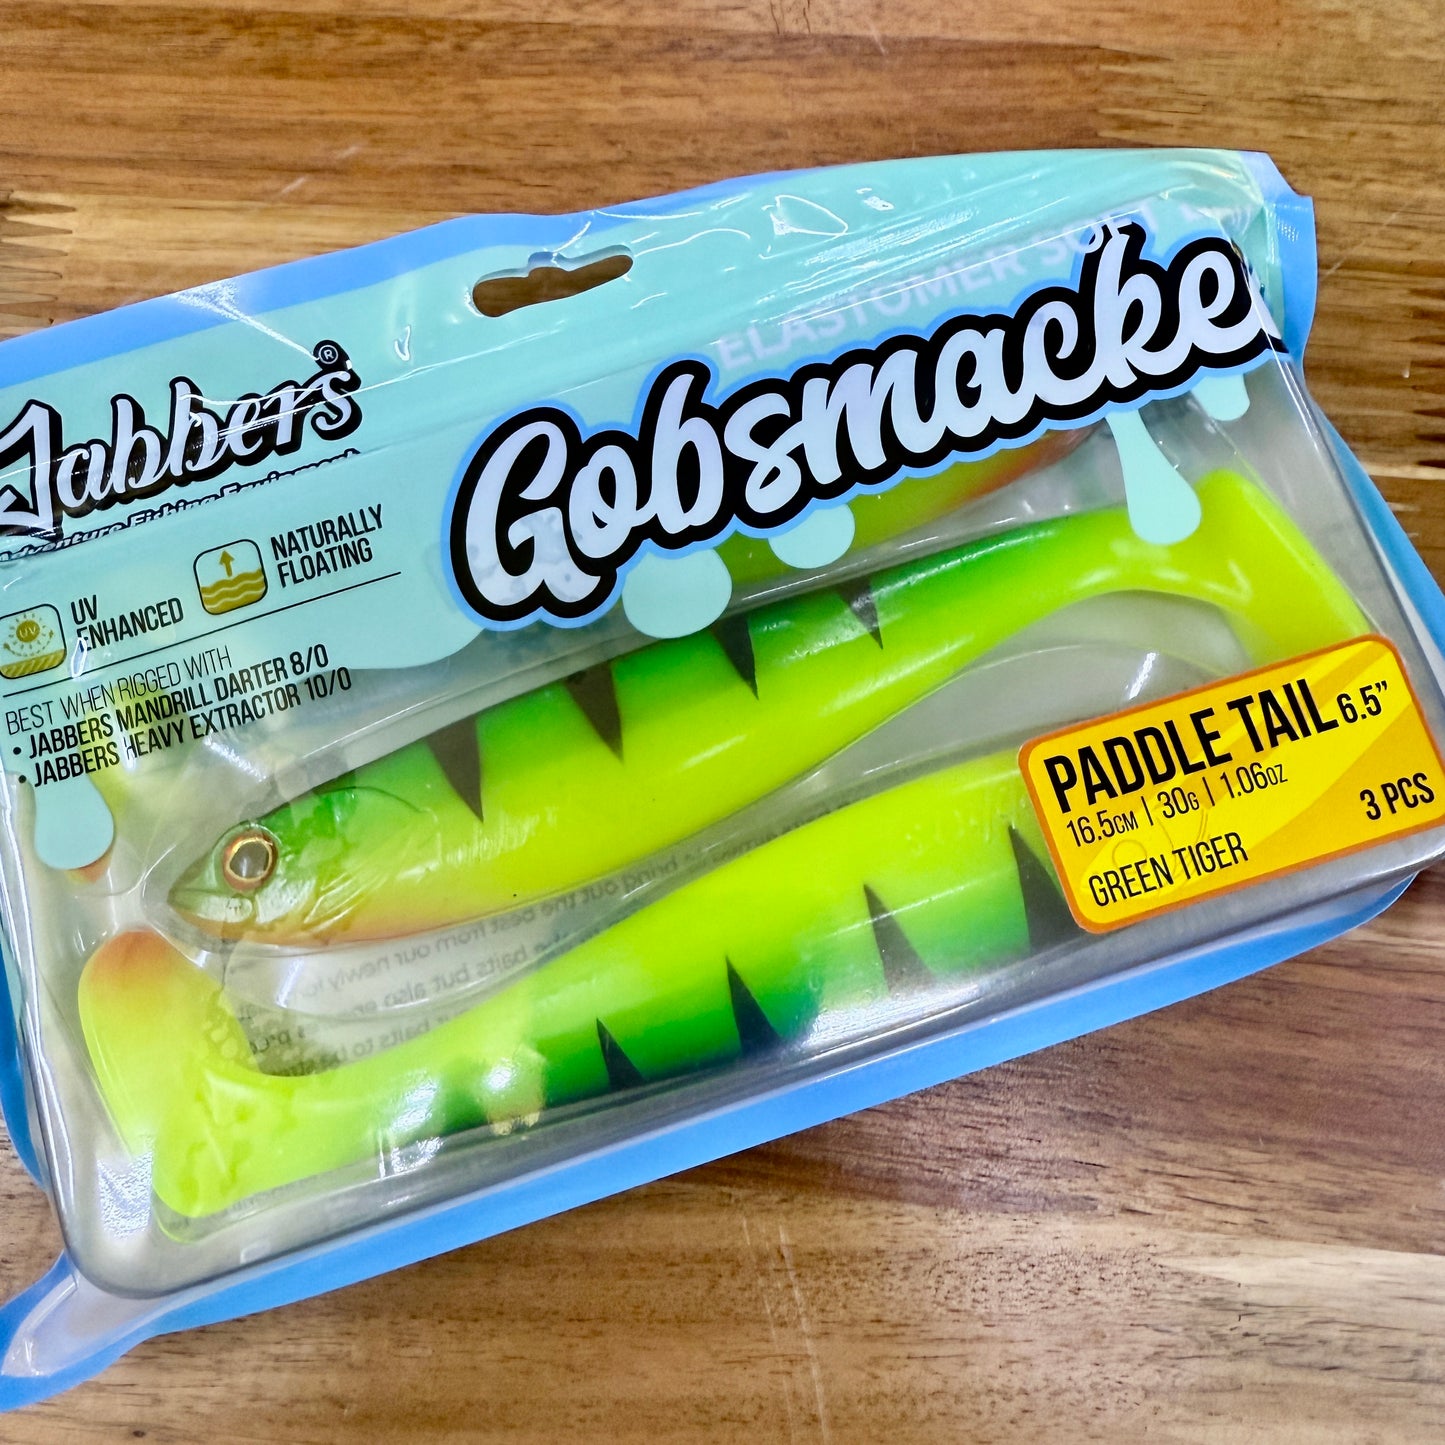 ELASTOMER SOFT
Jabbers®
Adventure Fishing Equipment
Gobsmacke
UV
ENHANCED
NATURALLY
FLOATING
BEST WHEN RIGGED WITH
• JABBERS MANDRILL DARTER 8/0
• JABBERS HEAVY EXTRACTOR 10/0
PADDLE TAIL 6.5”
16.5CM | 30G | 1.06OZ
3 PCS
GREEN TIGER